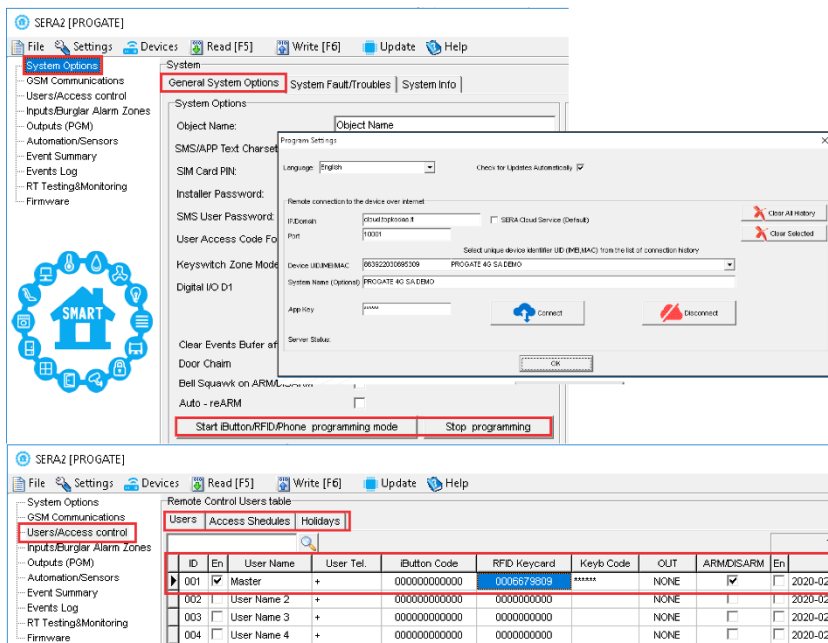 SERA2 [PROGATE]
File Settings Devices Read [F5] Write [F6] Update Help
System Options
GSM Communications
Users/Access control
Inputs/Burglar Alarm Zones
Outputs (PGM)
Automation/Sensors
Event Summary
Events Log
RT Testing&Monitoring
Firmware
SMART
System
General System Options System Fault/Troubles System Info
System Options
Object Name: Object Name
SMS/APP Text Charset
SIM Card PIN:
Installer Password:
SMS User Password:
User Access Code Fo
Keyswitch Zone Mode
Digital I/O D1
Clear Events Bufer af
Door Chaim
Bell Squawk on ARM/DISARM
Auto - reARM
Start iButton/RFID/Phone programming mode Stop programming
Program Settings
Language: English Check for Updates Automatically
Remote connection to the device over internet
IP/Domain cloud.topkodas.lt SERA Cloud Service (Default)
Port 10001
Clear All History
Clear Selected
Select unique device identifier UID (IMEI,MAC) from the list of connection history
Device UID/IMEI/MAC 863922030695309 PROGATE 4G SA DEMO
System Name (Optional) PROGATE 4G SA DEMO
App Key ****** Connect Disconnect
Server Status:
OK
SERA2 [PROGATE]
File Settings Devices Read [F5] Write [F6] Update Help
System Options
GSM Communications
Users/Access control
Inputs/Burglar Alarm Zones
Outputs (PGM)
Automation/Sensors
Event Summary
Events Log
RT Testing&Monitoring
Firmware
Remote Control Users table
Users Access Shedules Holidays
ID En User Name User Tel. iButton Code RFID Keycard Keyb Code OUT ARM/DISARM En
001 Master + 000000000000 0006679809 ****** NONE 2020-02
002 User Name 2 + 000000000000 0000000000 NONE 2020-02
003 User Name 3 + 000000000000 0000000000 NONE 2020-02
004 User Name 4 + 000000000000 0000000000 NONE 2020-02